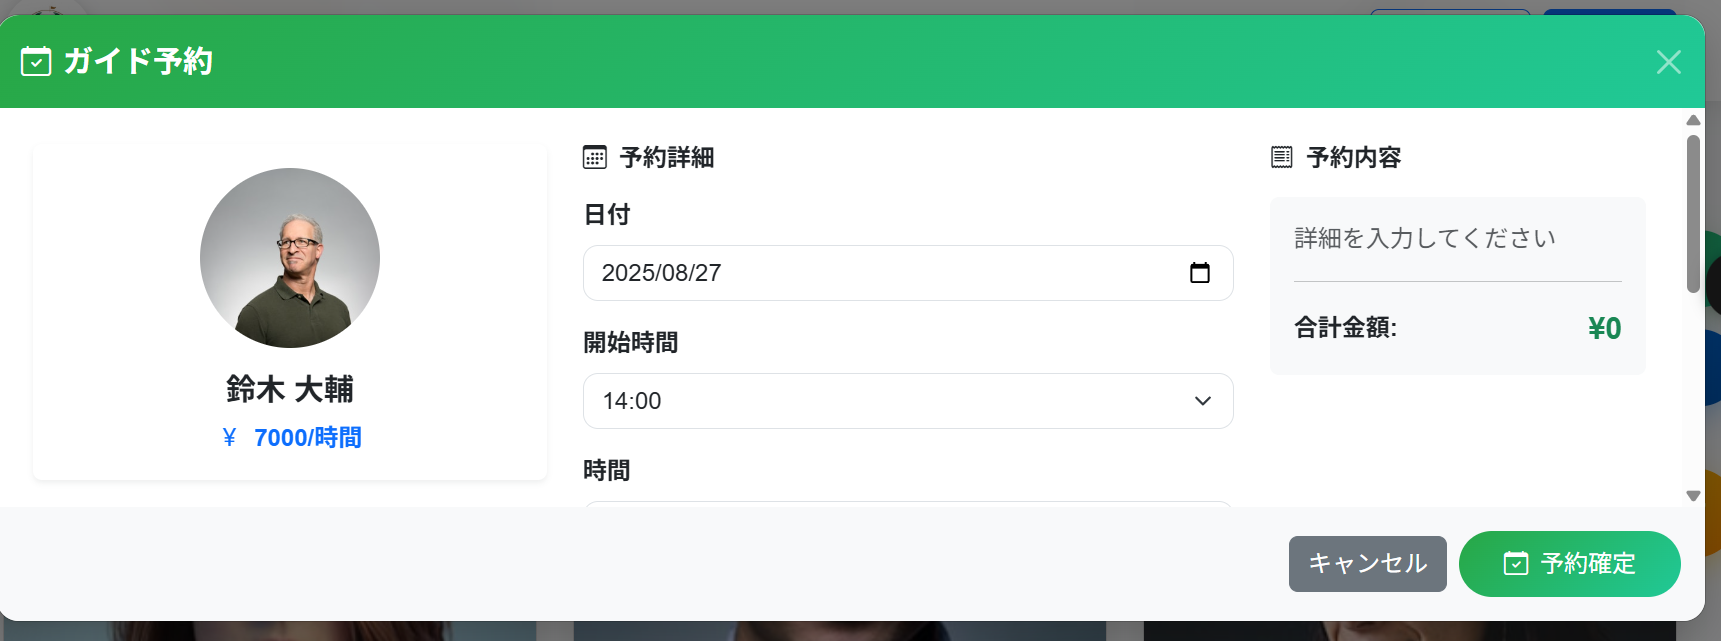 ガイド予約
鈴木 大輔
¥ 7000/時間
予約詳細
日付
2025/08/27
開始時間
14:00
時間
予約内容
詳細を入力してください
合計金額: ¥0
キャンセル
予約確定